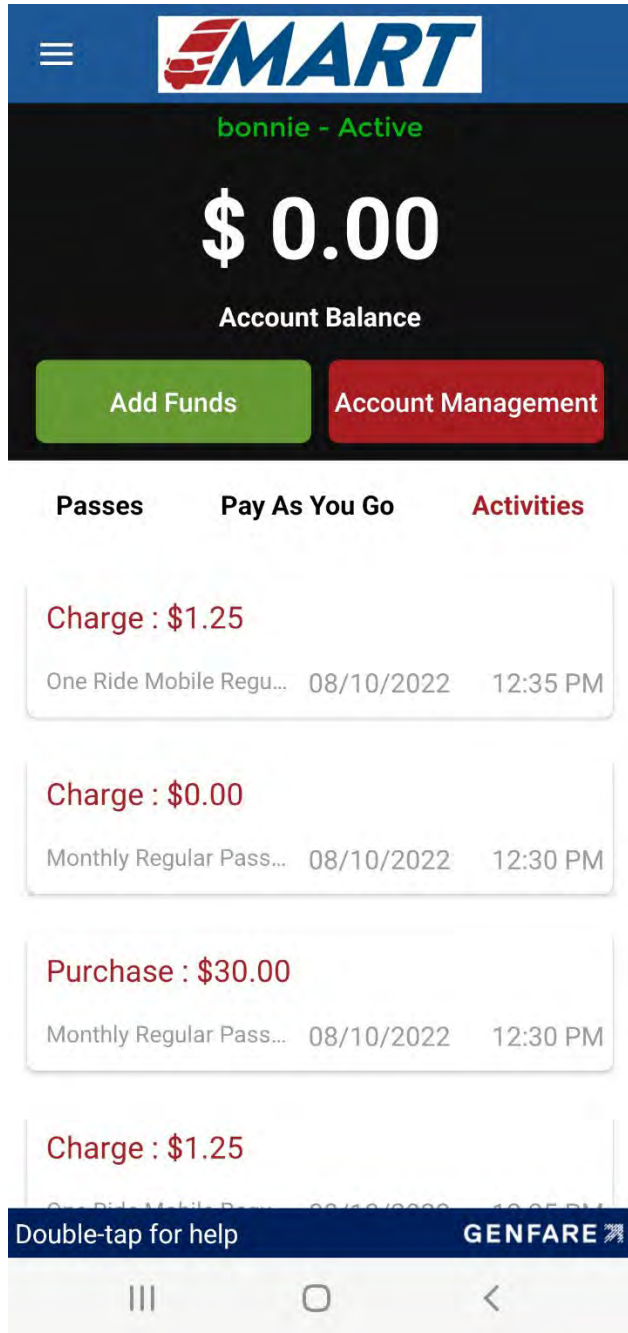 EMART
bonnie - Active
$ 0.00
Account Balance
Add Funds Account Management
Passes Pay As You Go Activities
Charge : $1.25
One Ride Mobile Regu... 08/10/2022 12:35 PM
Charge : $0.00
Monthly Regular Pass... 08/10/2022 12:30 PM
Purchase : $30.00
Monthly Regular Pass... 08/10/2022 12:30 PM
Charge : $1.25
Double-tap for help GENFARE